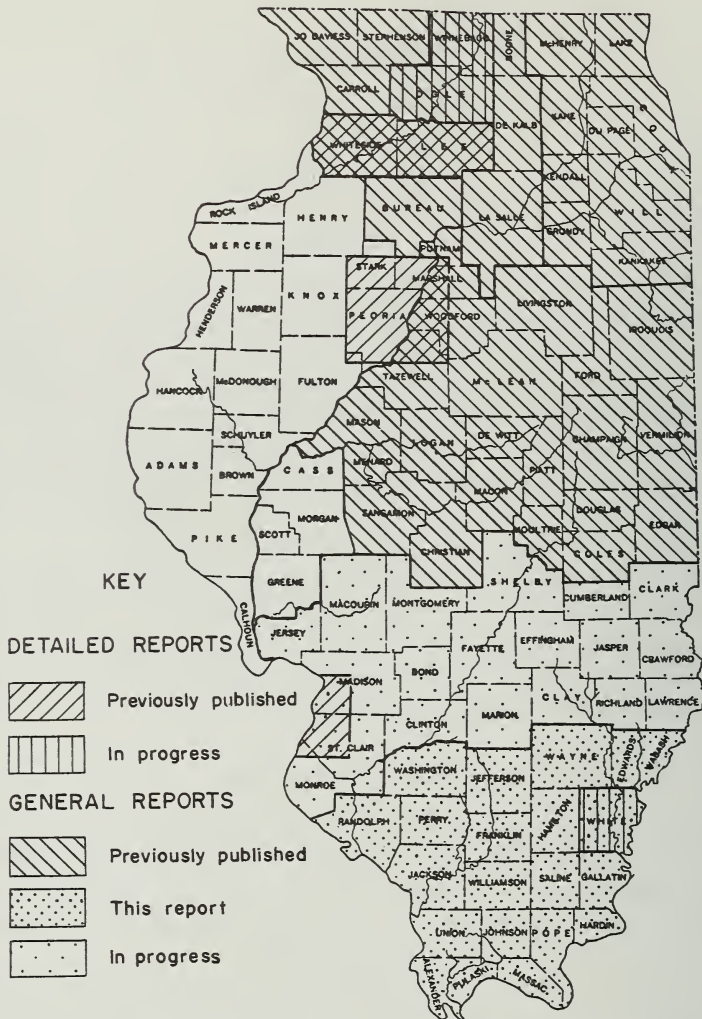 JO DAVIESS STEPHENSON WINNEBAGO BOONE McHENRY LAKE
CARROLL OGLE DE KALB KANE DU PAGE COOK
WHITESIDE LEE KENDALL
ROCK ISLAND HENRY BUREAU LA SALLE GRUNDY WILL
MERCER PUTNAM KANKAKEE
STARK MARSHALL
HENDERSON WARREN KNOX PEORIA WOODFORD LIVINGSTON IROQUOIS
HANCOCK McDONOUGH FULTON TAZEWELL McLEAN FORD
SCHUYLER MASON LOGAN DE WITT CHAMPAIGN VERMILION
ADAMS BROWN CASS MENARD PIATT
MACON DOUGLAS
PIKE SCOTT MORGAN SANGAMON MOULTRIE EDGAR
CHRISTIAN COLES
CALHOUN GREENE SHELBY CUMBERLAND CLARK
JERSEY MACOUPIN MONTGOMERY
FAYETTE EFFINGHAM JASPER CRAWFORD
MADISON BOND CLAY RICHLAND LAWRENCE
CLINTON MARION
ST. CLAIR
MONROE WASHINGTON JEFFERSON WAYNE EDWARDS WABASH
RANDOLPH PERRY FRANKLIN HAMILTON WHITE
JACKSON WILLIAMSON SALINE GALLATIN
UNION JOHNSON POPE HARDIN
ALEXANDER PULASKI MASSAC
KEY
DETAILED REPORTS
Previously published
In progress
GENERAL REPORTS
Previously published
This report
In progress